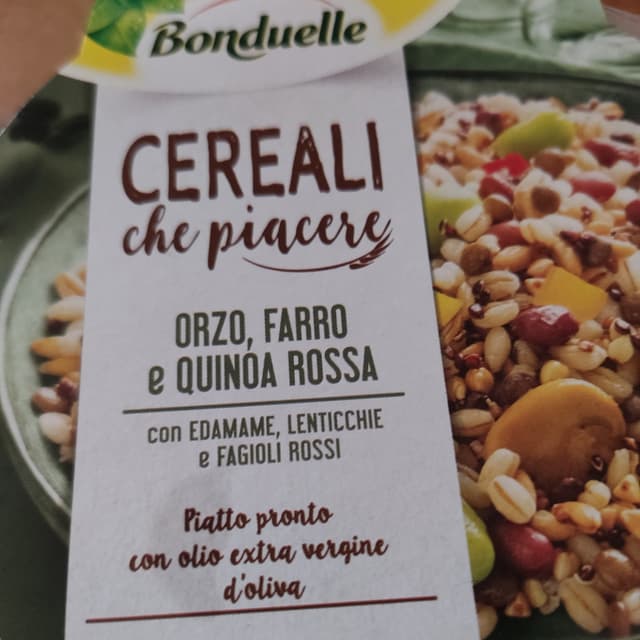 Bonduelle
CEREALI
che piacere
ORZO, FARRO
e QUINOA ROSSA
con EDAMAME, LENTICCHIE
e FAGIOLI ROSSI
Piatto pronto
con olio extra vergine
d'oliva